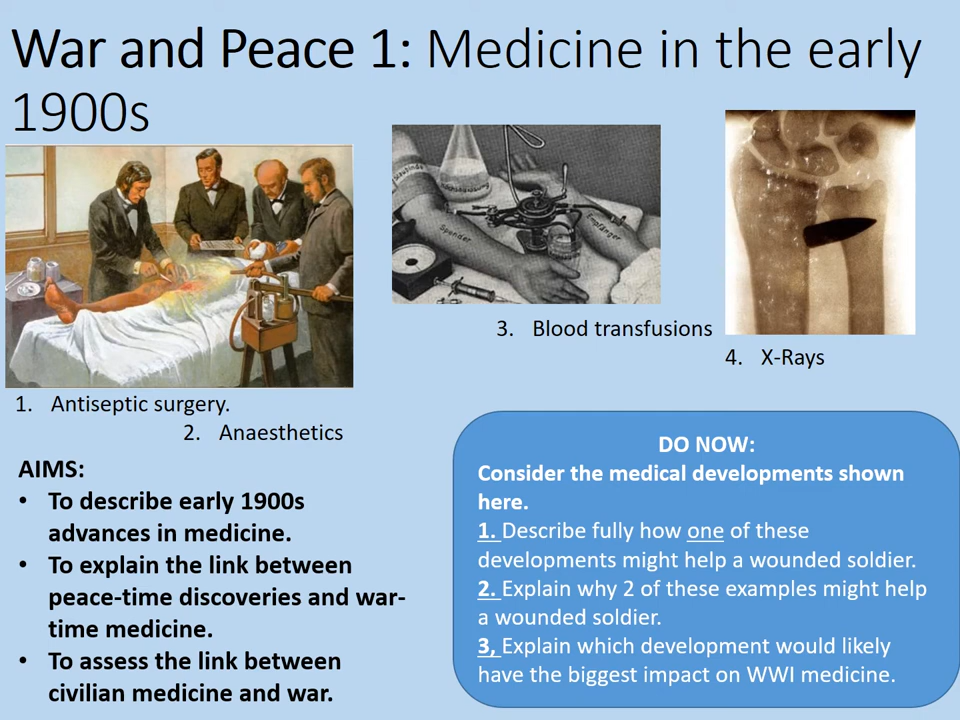 War and Peace 1: Medicine in the early
1900s
Spender
Empfänger
3. Blood transfusions
4. X-Rays
1. Antiseptic surgery.
2. Anaesthetics
AIMS:
• To describe early 1900s
advances in medicine.
• To explain the link between
peace-time discoveries and war-
time medicine.
• To assess the link between
civilian medicine and war.
DO NOW:
Consider the medical developments shown
here.
1. Describe fully how one of these
developments might help a wounded soldier.
2. Explain why 2 of these examples might help
a wounded soldier.
3, Explain which development would likely
have the biggest impact on WWI medicine.